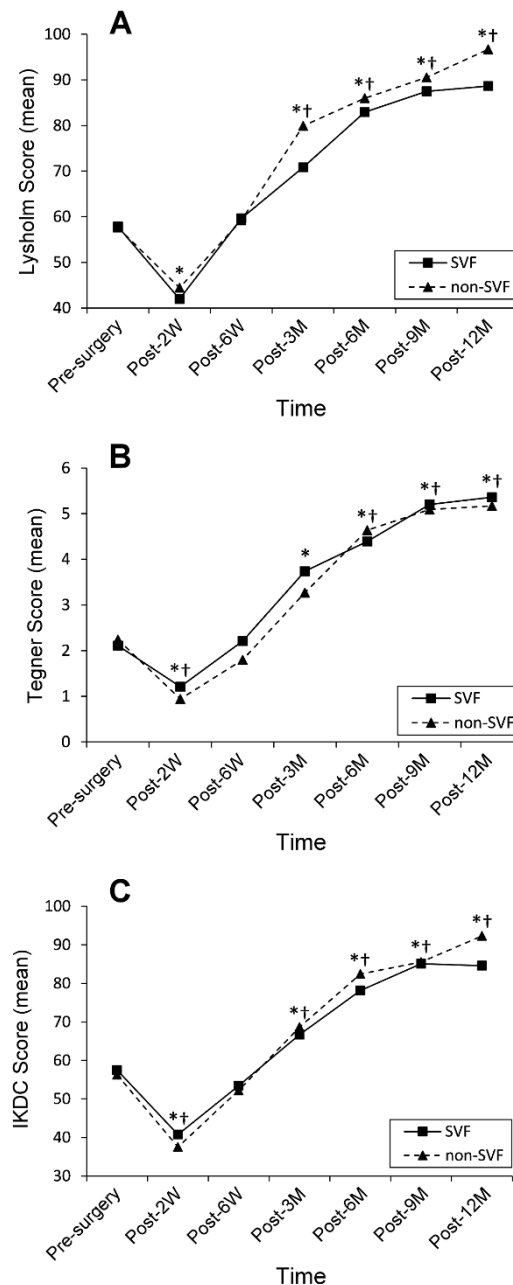 A
Lysholm Score (mean)
100
90
80
70
60
50
40
*
*†
*†
*†
*†
SVF
non-SVF
Pre-surgery
Post-2W
Post-6W
Post-3M
Post-6M
Post-9M
Post-12M
Time
B
Tegner Score (mean)
6
5
4
3
2
1
0
*†
*
*†
*†
*†
SVF
non-SVF
Pre-surgery
Post-2W
Post-6W
Post-3M
Post-6M
Post-9M
Post-12M
Time
C
IKDC Score (mean)
100
90
80
70
60
50
40
30
*†
*†
*†
*†
*†
SVF
non-SVF
Pre-surgery
Post-2W
Post-6W
Post-3M
Post-6M
Post-9M
Post-12M
Time